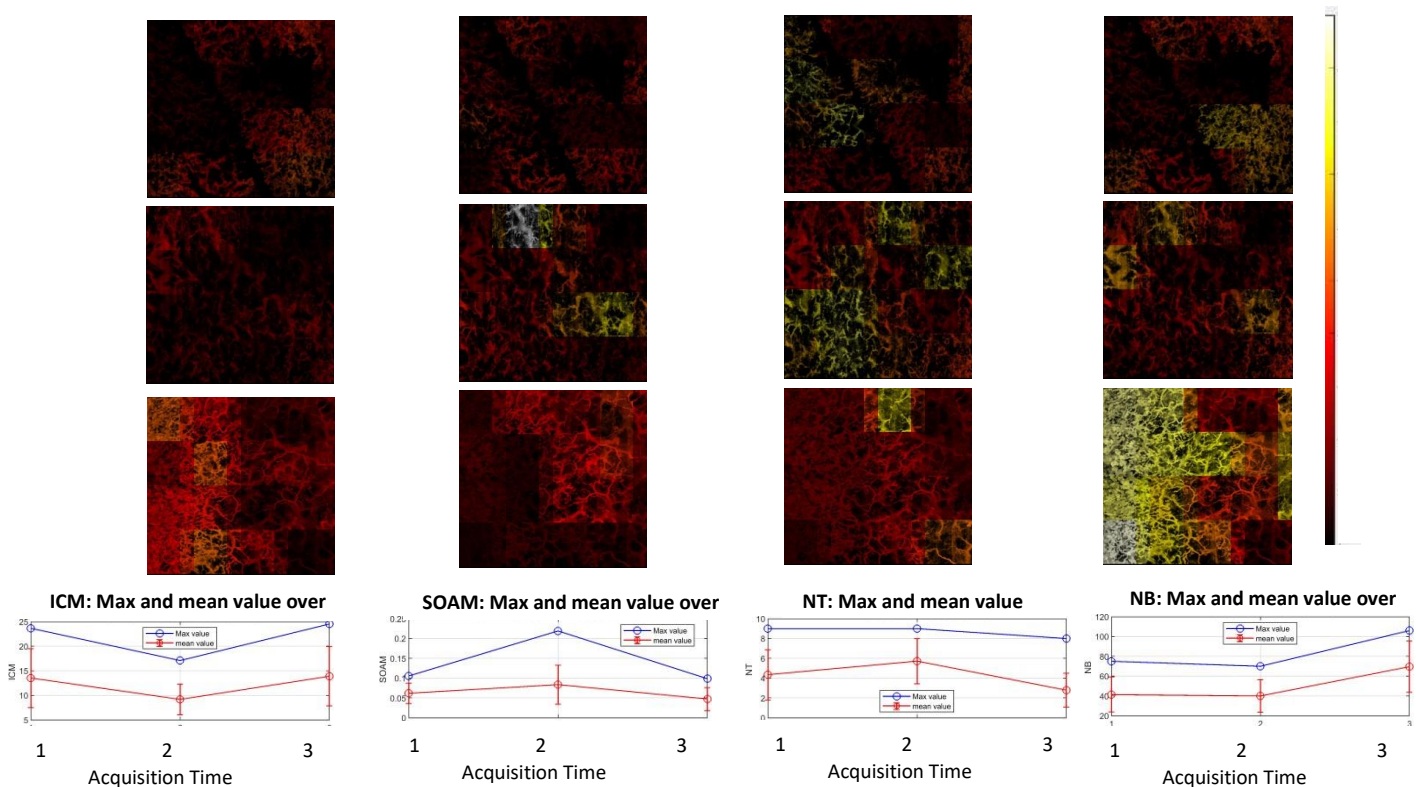 ICM: Max and mean value over
25
20
15
10
5
ICM
Max value
mean value
1
2
3
Acquisition Time
SOAM: Max and mean value over
0.2
0.15
0.1
0.05
0
SOAM
Max value
mean value
1
2
3
Acquisition Time
NT: Max and mean value
10
8
6
4
2
0
NT
Max value
mean value
1
2
3
Acquisition Time
NB: Max and mean value over
120
100
80
60
40
20
NB
Max value
mean value
1
2
3
1
2
3
Acquisition Time